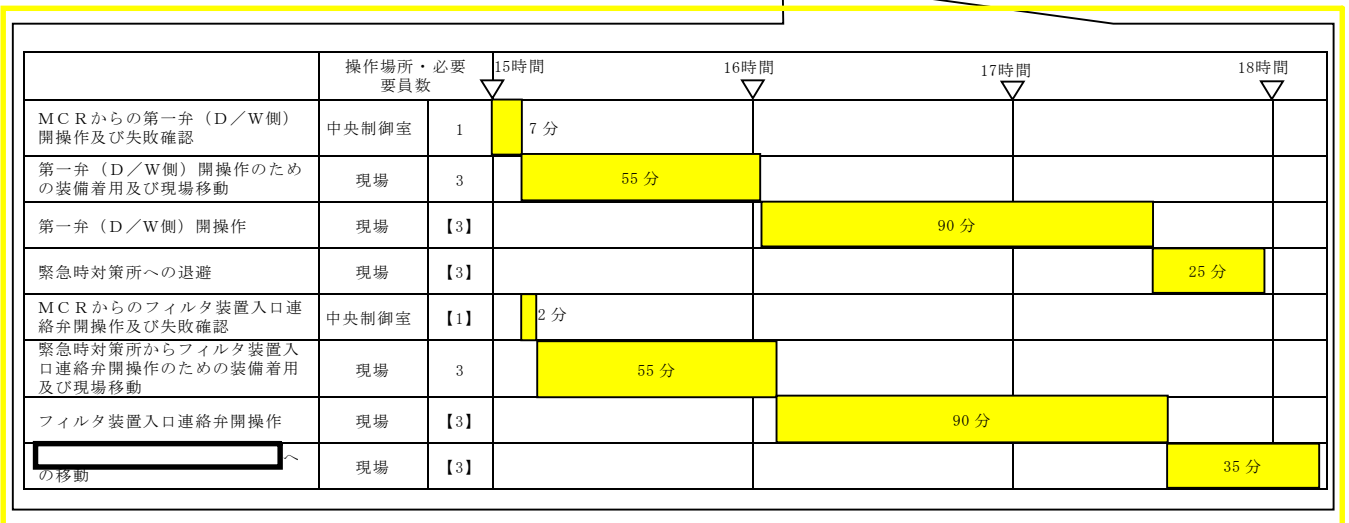 操作場所・必要
要員数
15時間
16時間
17時間
18時間
ＭＣＲからの第一弁（Ｄ／Ｗ側）
開操作及び失敗確認
中央制御室
1
7 分
第一弁（Ｄ／Ｗ側）開操作のため
の装備着用及び現場移動
現場
3
55 分
第一弁（Ｄ／Ｗ側）開操作
現場
【3】
90 分
緊急時対策所への退避
現場
【3】
25 分
ＭＣＲからのフィルタ装置入口連
絡弁開操作及び失敗確認
中央制御室
【1】
2 分
緊急時対策所からフィルタ装置入
口連絡弁開操作のための装備着用
及び現場移動
現場
3
55 分
フィルタ装置入口連絡弁開操作
現場
【3】
90 分
へ
の移動
現場
【3】
35 分